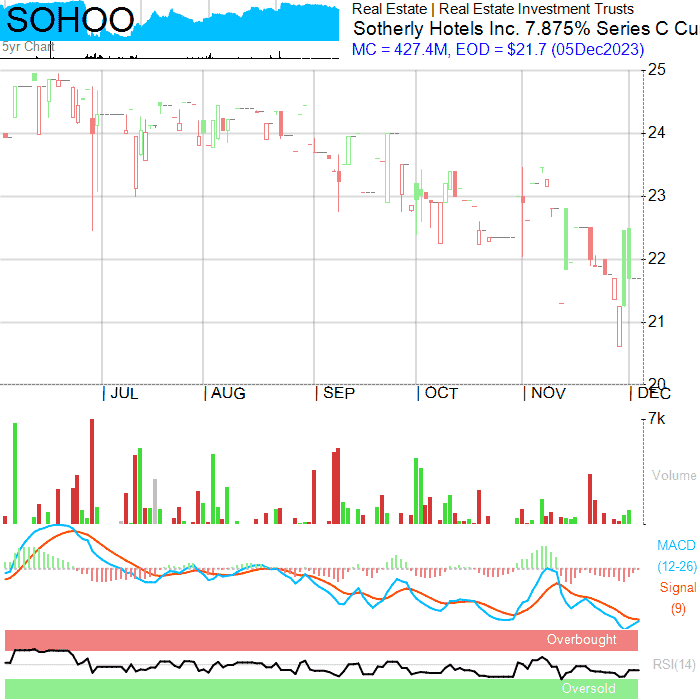 SOHOO
5yr Chart
Real Estate | Real Estate Investment Trusts
Sotherly Hotels Inc. 7.875% Series C Cu
MC = 427.4M, EOD = $21.7 (05Dec2023)
25
24
23
22
21
20
| JUL | AUG | SEP | OCT | NOV | DEC
7k
Volume
MACD
(12-26)
Signal
(9)
Overbought
RSI(14)
Oversold